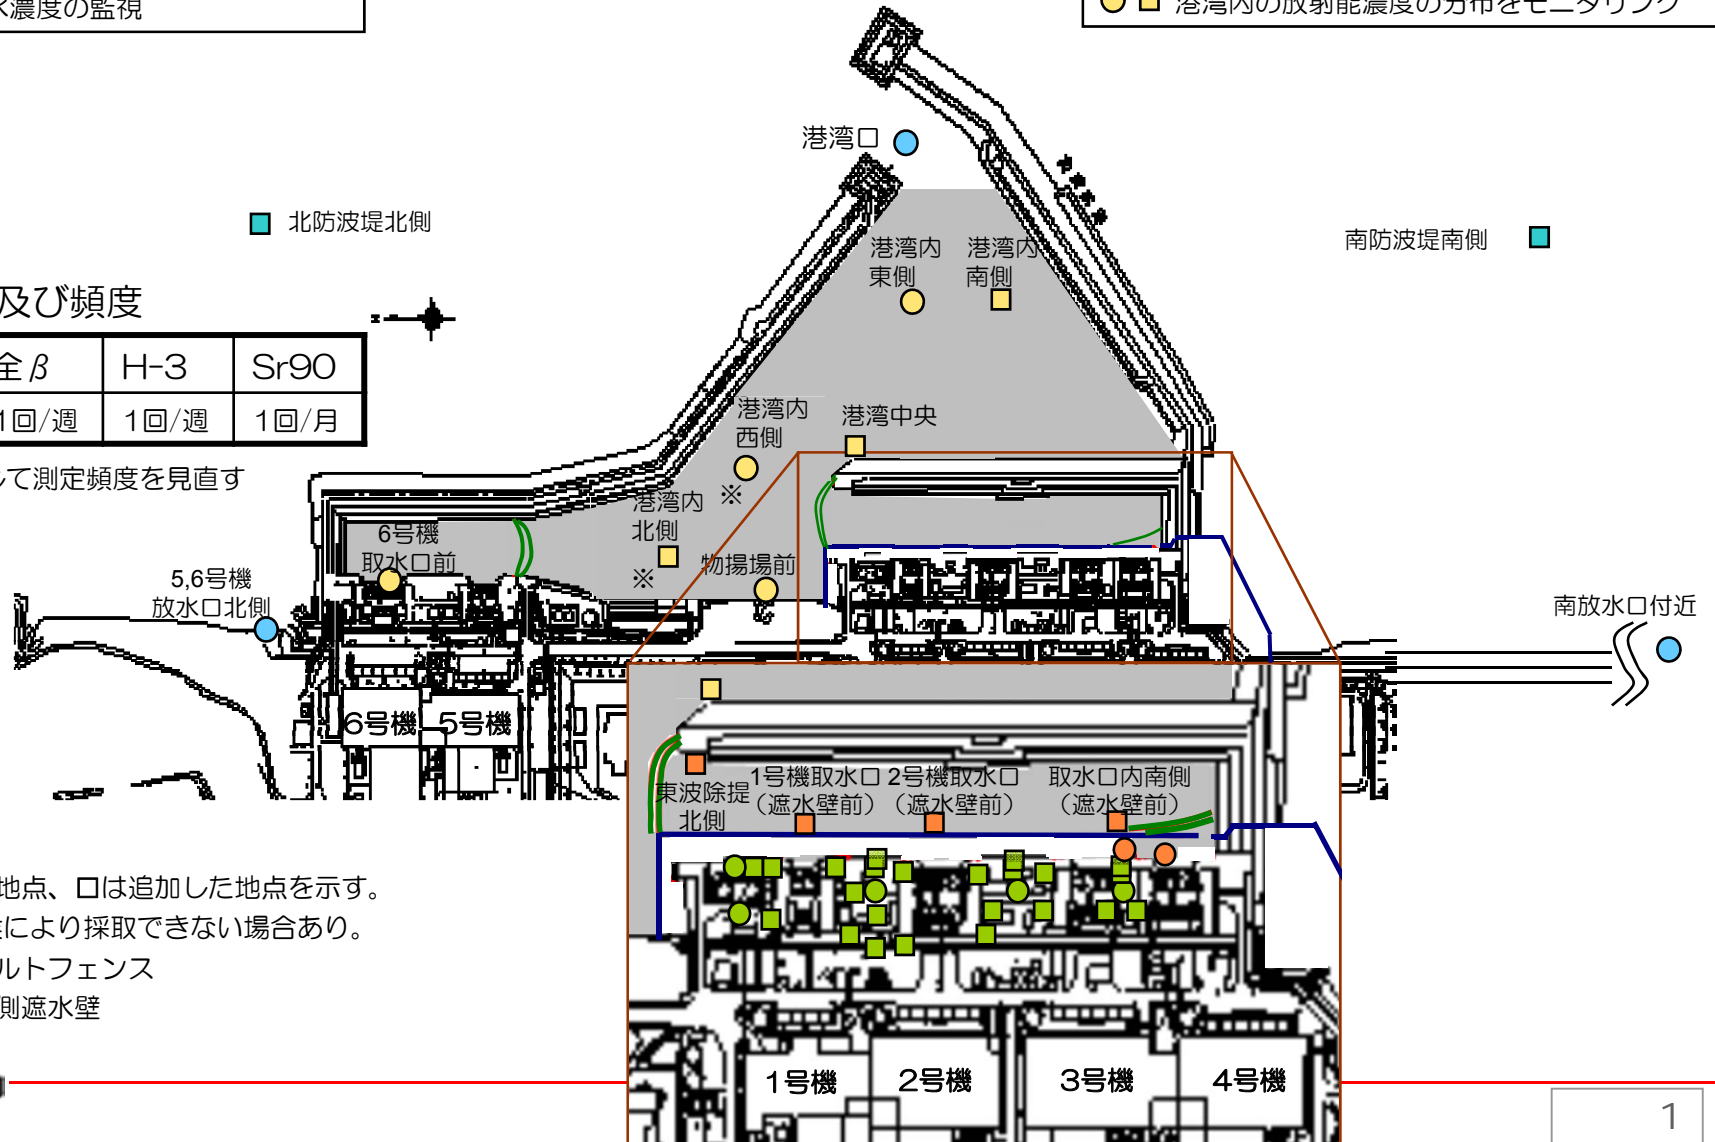 水濃度の監視
港湾内の放射能濃度の分布をモニタリング
港湾口
北防波堤北側
南防波堤南側
港湾内
東側
港湾内
南側
及び頻度
全β
H-3
Sr90
1回/週
1回/週
1回/月
して測定頻度を見直す
港湾内
西側
※
港湾中央
港湾内
北側
※
物揚場前
6号機
取水口前
5,6号機
放水口北側
南放水口付近
6号機
5号機
東波除堤
北側
1号機取水口
（遮水壁前）
2号機取水口
（遮水壁前）
取水口内南側
（遮水壁前）
地点、□は追加した地点を示す。
により採取できない場合あり。
ルトフェンス
側遮水壁
1号機
2号機
3号機
4号機
1